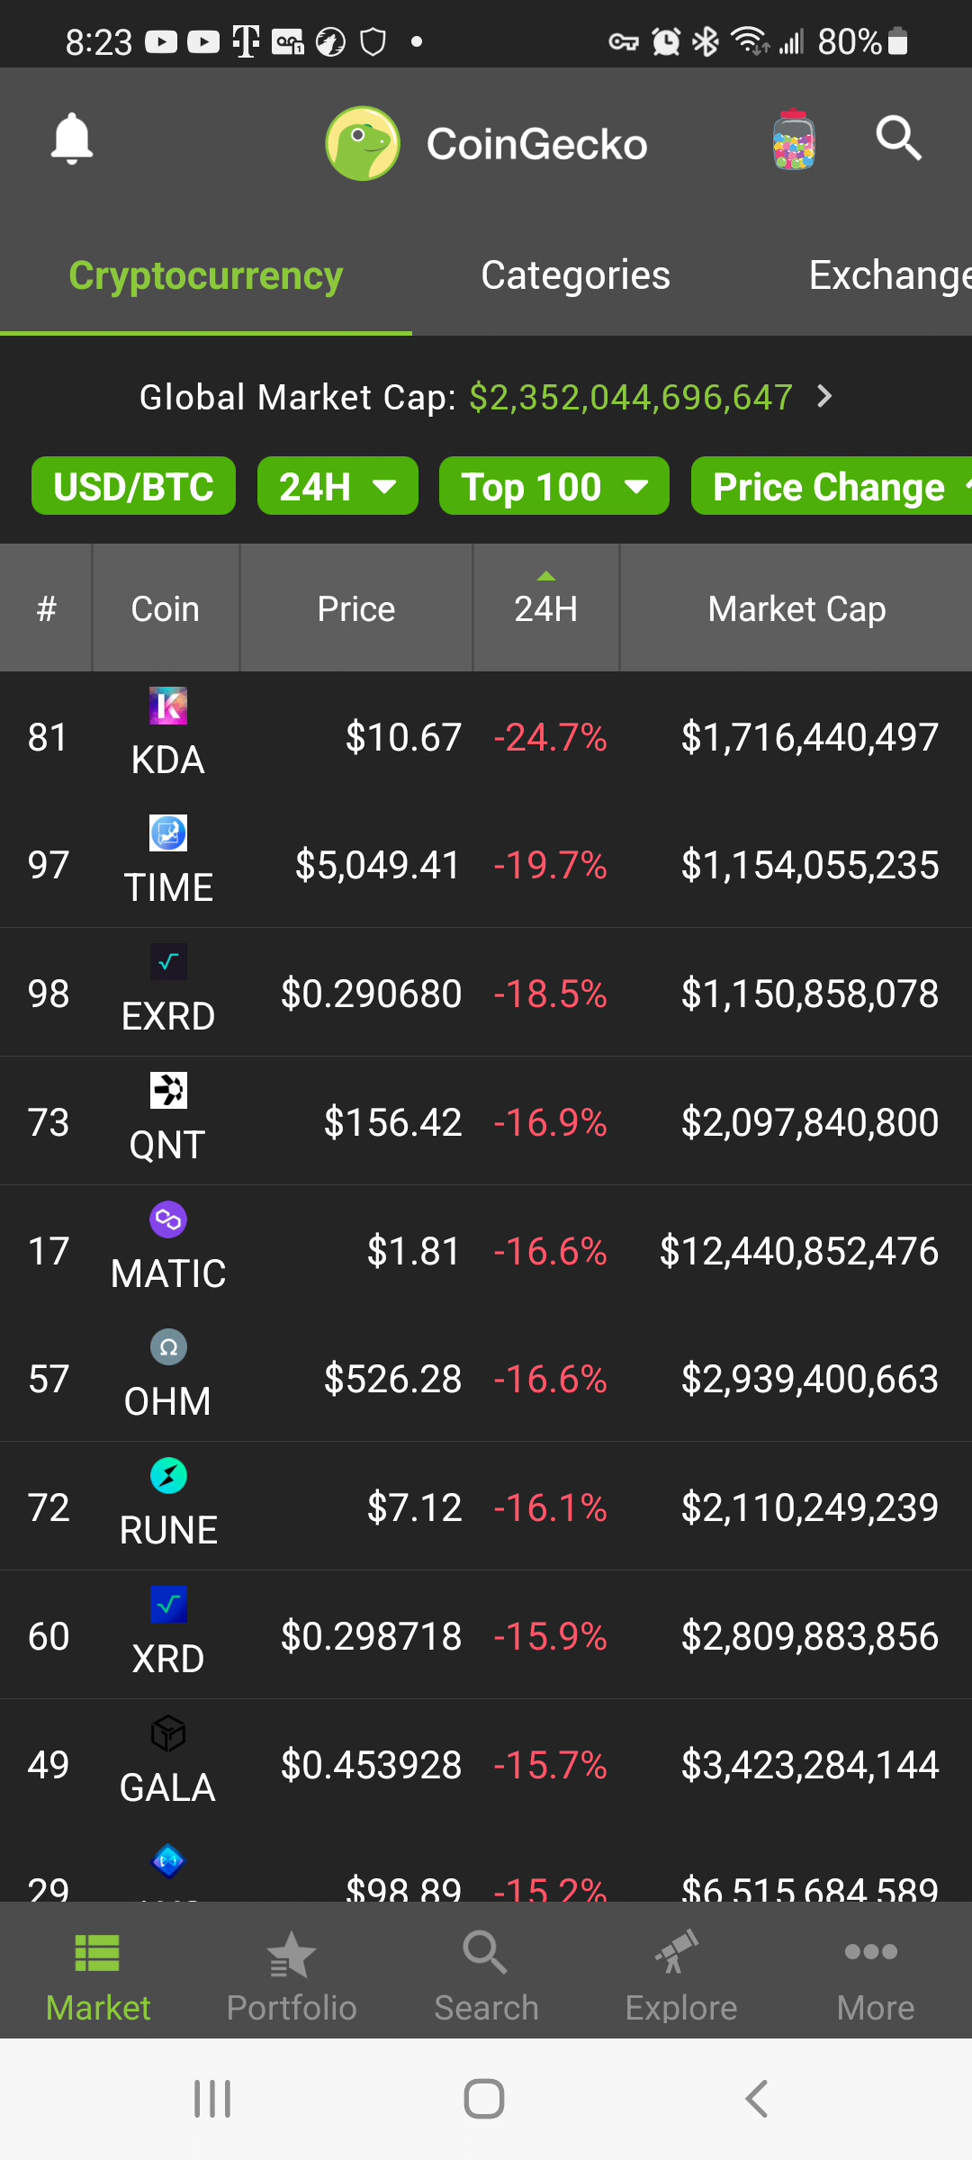 8:23 80%
CoinGecko
Cryptocurrency Categories Exchange
Global Market Cap: $2,352,044,696,647
USD/BTC 24H Top 100 Price Change
# Coin Price 24H Market Cap
81 KDA $10.67 -24.7% $1,716,440,497
97 TIME $5,049.41 -19.7% $1,154,055,235
98 EXRD $0.290680 -18.5% $1,150,858,078
73 QNT $156.42 -16.9% $2,097,840,800
17 MATIC $1.81 -16.6% $12,440,852,476
57 OHM $526.28 -16.6% $2,939,400,663
72 RUNE $7.12 -16.1% $2,110,249,239
60 XRD $0.298718 -15.9% $2,809,883,856
49 GALA $0.453928 -15.7% $3,423,284,144
29 $98.89 -15.2% $6,515,684,589
Market Portfolio Search Explore More